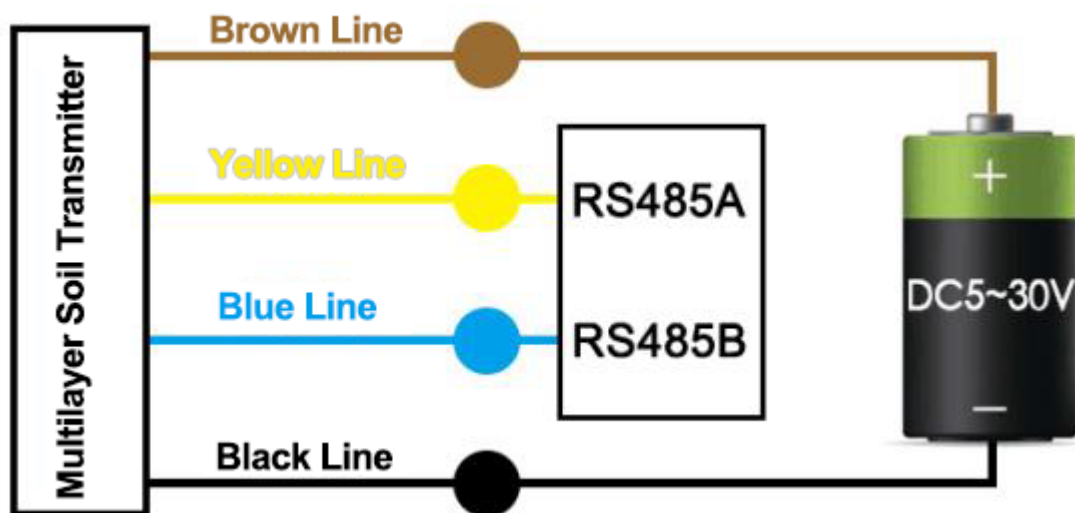 Multilayer Soil Transmitter
Brown Line
Yellow Line
RS485A
Blue Line
RS485B
Black Line
+
DC5~30V
−